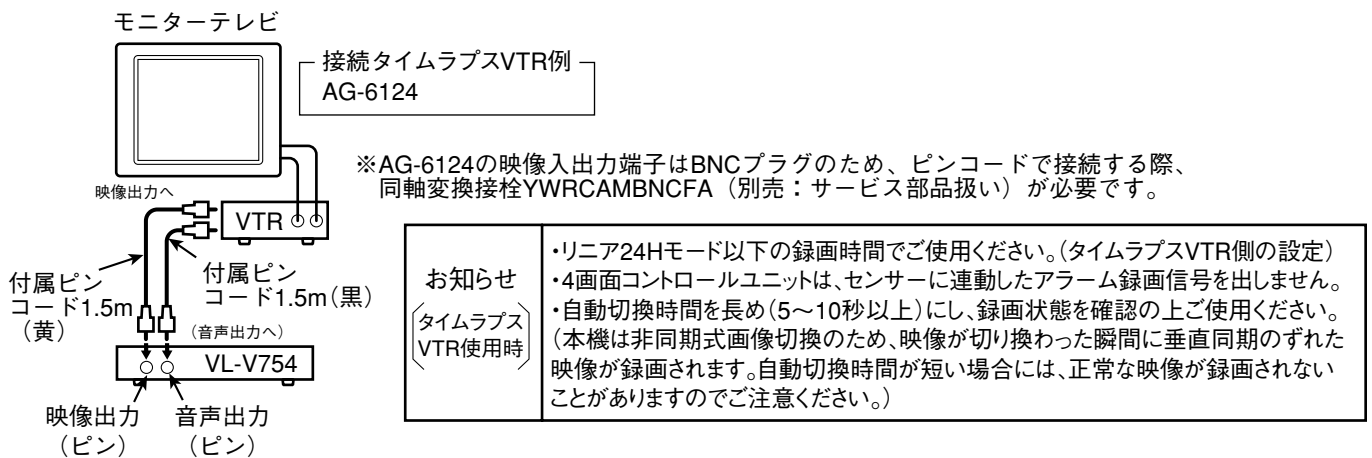 モニターテレビ
接続タイムラプスVTR例
AG-6124
※AG-6124の映像入出力端子はBNCプラグのため、ピンコードで接続する際、
同軸変換接栓YWRCAMBNCFA（別売：サービス部品扱い）が必要です。
映像出力へ
VTR
付属ピン
コード1.5m
（黄）
付属ピン
コード1.5m（黒）
（音声出力へ）
VL-V754
映像出力
（ピン）
音声出力
（ピン）
お知らせ
タイムラプス
VTR使用時
・リニア24Hモード以下の録画時間でご使用ください。（タイムラプスVTR側の設定）
・4画面コントロールユニットは、センサーに連動したアラーム録画信号を出しません。
・自動切換時間を長め（5〜10秒以上）にし、録画状態を確認の上ご使用ください。
（本機は非同期式画像切換のため、映像が切り換わった瞬間に垂直同期のずれた
映像が録画されます。自動切換時間が短い場合には、正常な映像が録画されない
ことがありますのでご注意ください。）